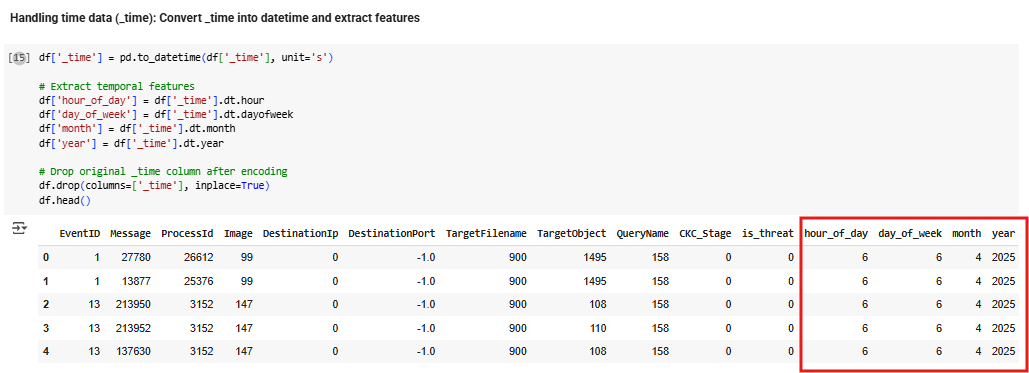 Handling time data (_time): Convert _time into datetime and extract features
[15] df['_time'] = pd.to_datetime(df['_time'], unit='s')
# Extract temporal features
df['hour_of_day'] = df['_time'].dt.hour
df['day_of_week'] = df['_time'].dt.dayofweek
df['month'] = df['_time'].dt.month
df['year'] = df['_time'].dt.year
# Drop original _time column after encoding
df.drop(columns=['_time'], inplace=True)
df.head()
EventID Message ProcessId Image DestinationIp DestinationPort TargetFilename TargetObject QueryName CKC_Stage is_threat hour_of_day day_of_week month year
0 1 27780 26612 99 0 -1.0 900 1495 158 0 0 6 6 4 2025
1 1 13877 25376 99 0 -1.0 900 1495 158 0 0 6 6 4 2025
2 13 213950 3152 147 0 -1.0 900 108 158 0 0 6 6 4 2025
3 13 213952 3152 147 0 -1.0 900 110 158 0 0 6 6 4 2025
4 13 137630 3152 147 0 -1.0 900 108 158 0 0 6 6 4 2025